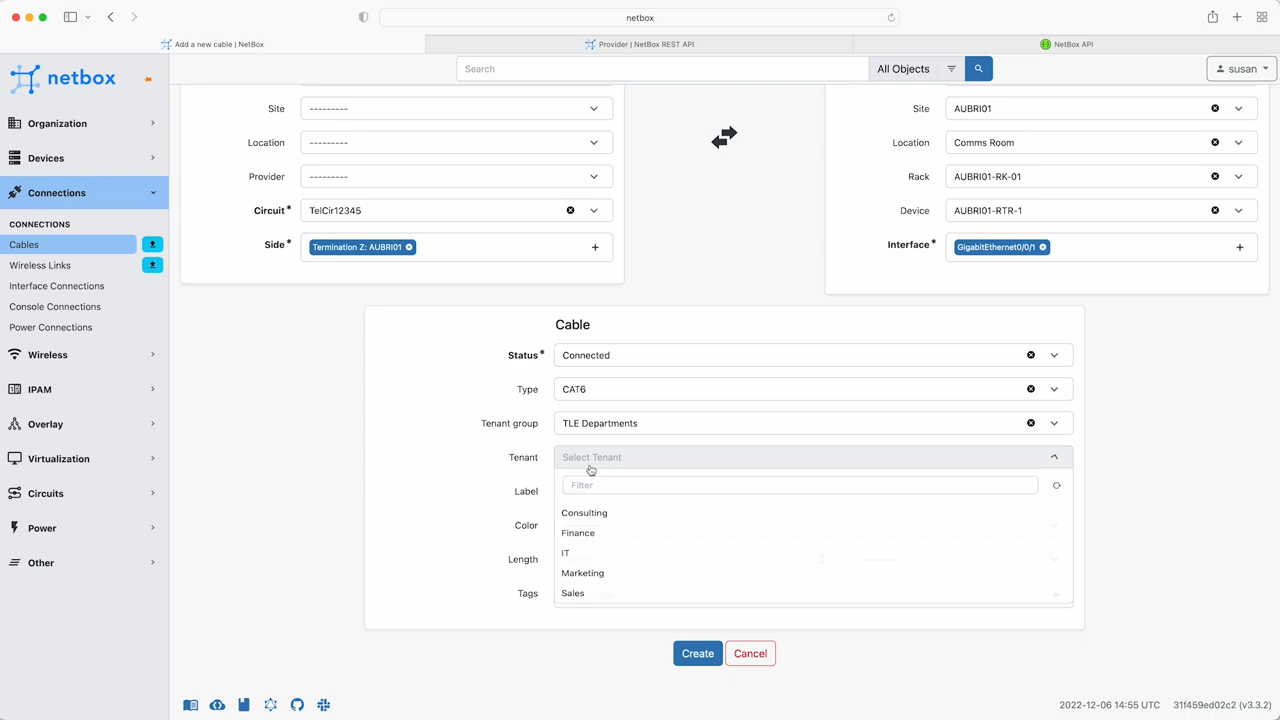 netbox
Add a new cable | NetBox
Provider | NetBox REST API
NetBox API
netbox
Search
All Objects
susan
Organization
Devices
Connections
CONNECTIONS
Cables
Wireless Links
Interface Connections
Console Connections
Power Connections
Wireless
IPAM
Overlay
Virtualization
Circuits
Power
Other
Site
---------
Location
---------
Provider
---------
Circuit*
TelCir12345
Side*
Termination Z: AUBRI01
Site
AUBRI01
Location
Comms Room
Rack
AUBRI01-RK-01
Device
AUBRI01-RTR-1
Interface*
GigabitEthernet0/0/1
Cable
Status*
Connected
Type
CAT6
Tenant group
TLE Departments
Tenant
Select Tenant
Filter
Consulting
Finance
IT
Marketing
Sales
Label
Color
Length
Tags
Create
Cancel
2022-12-06 14:55 UTC
31f459ed02c2 (v3.3.2)